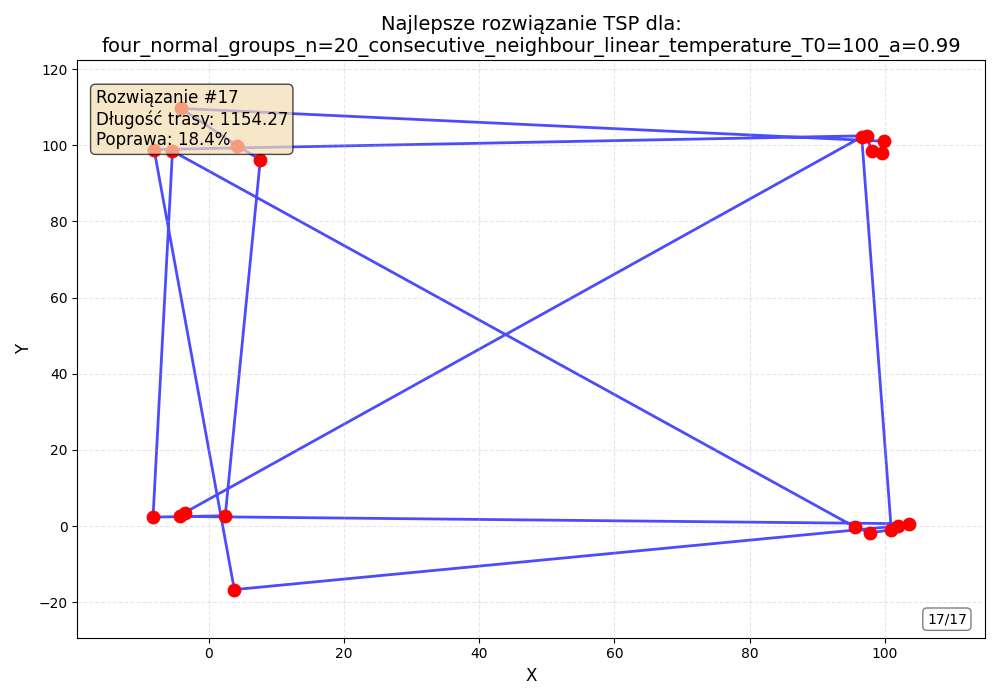 Najlepsze rozwiązanie TSP dla:
four_normal_groups_n=20_consecutive_neighbour_linear_temperature_T0=100_a=0.99
Rozwiązanie #17
Długość trasy: 1154.27
Poprawa: 18.4%
120
100
80
60
40
20
0
−20
Y
0
20
40
60
80
100
X
17/17